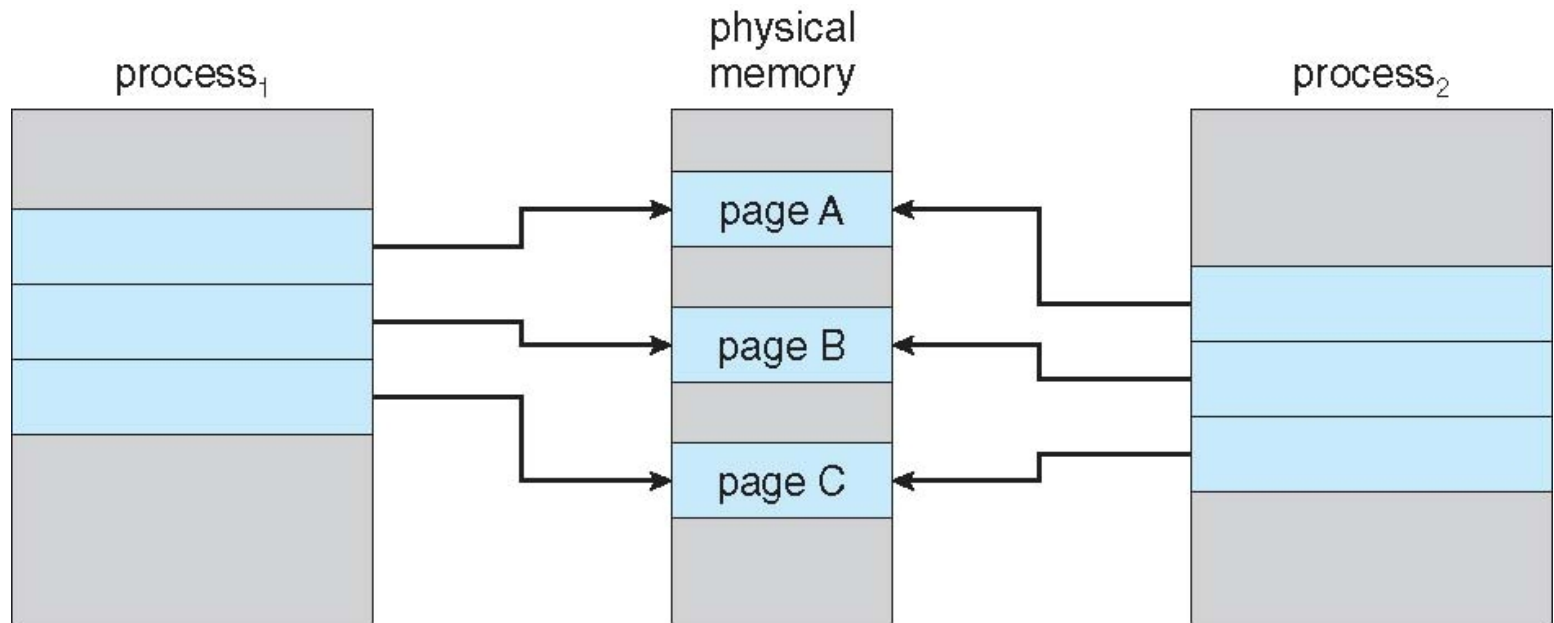 process₁
physical
memory
process₂
page A
page B
page C